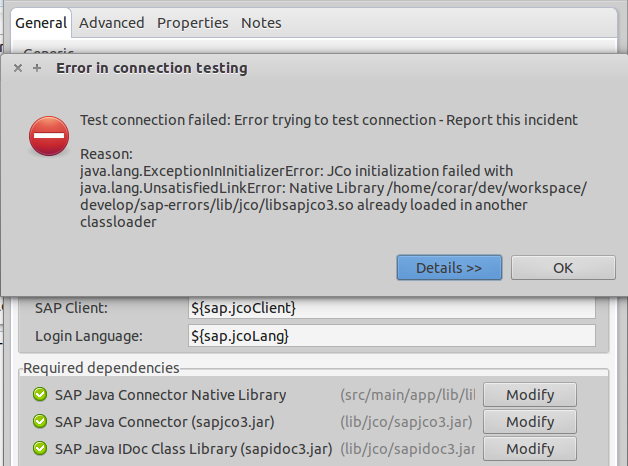 General Advanced Properties Notes
Generic
Error in connection testing
Test connection failed: Error trying to test connection - Report this incident
Reason:
java.lang.ExceptionInInitializerError: JCo initialization failed with
java.lang.UnsatisfiedLinkError: Native Library /home/corar/dev/workspace/
develop/sap-errors/lib/jco/libsapjco3.so already loaded in another
classloader
Details >> OK
SAP Client: ${sap.jcoClient}
Login Language: ${sap.jcoLang}
Required dependencies
SAP Java Connector Native Library (src/main/app/lib/lil Modify
SAP Java Connector (sapjco3.jar) (lib/jco/sapjco3.jar) Modify
SAP Java IDoc Class Library (sapidoc3.jar) (lib/jco/sapidoc3.jar Modify